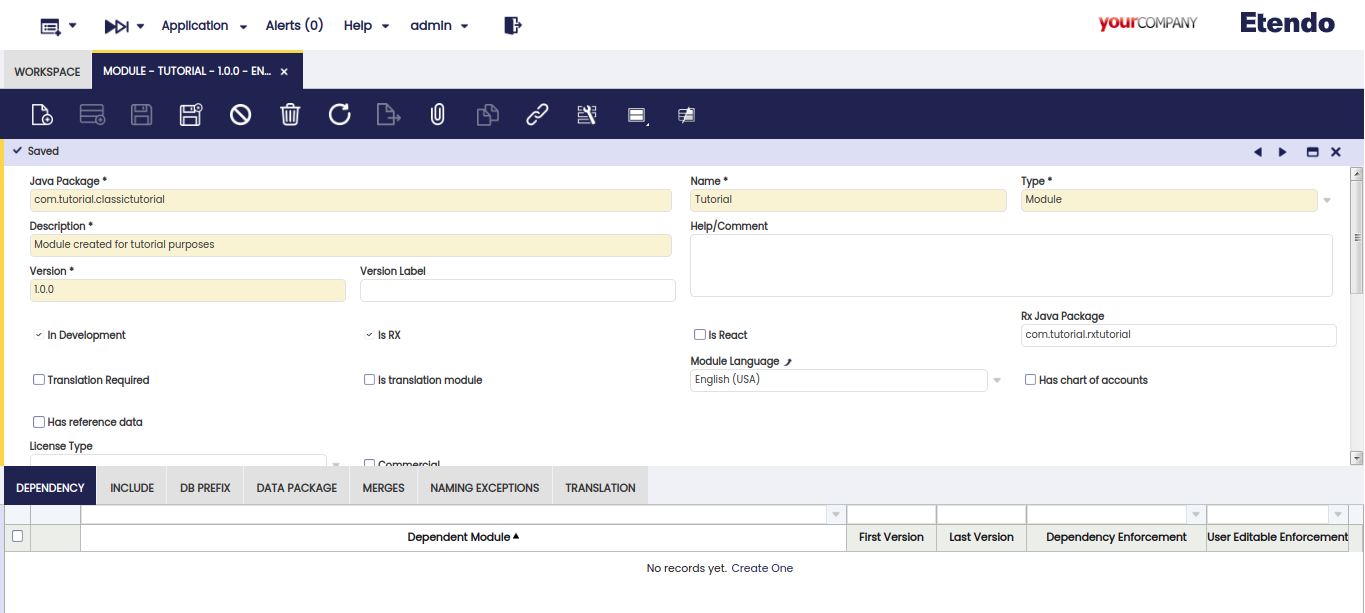 Application Alerts (0) Help admin yourCOMPANY Etendo
WORKSPACE MODULE - TUTORIAL - 1.0.0 - EN...
Saved
Java Package * Name * Type *
com.tutorial.classictutorial Tutorial Module
Description * Help/Comment
Module created for tutorial purposes
Version * Version Label
1.0.0
Rx Java Package
In Development Is RX Is React com.tutorial.rxtutorial
Module Language
Translation Required Is translation module English (USA) Has chart of accounts
Has reference data
License Type
Commercial
DEPENDENCY INCLUDE DB PREFIX DATA PACKAGE MERGES NAMING EXCEPTIONS TRANSLATION
Dependent Module First Version Last Version Dependency Enforcement User Editable Enforcement
No records yet. Create One